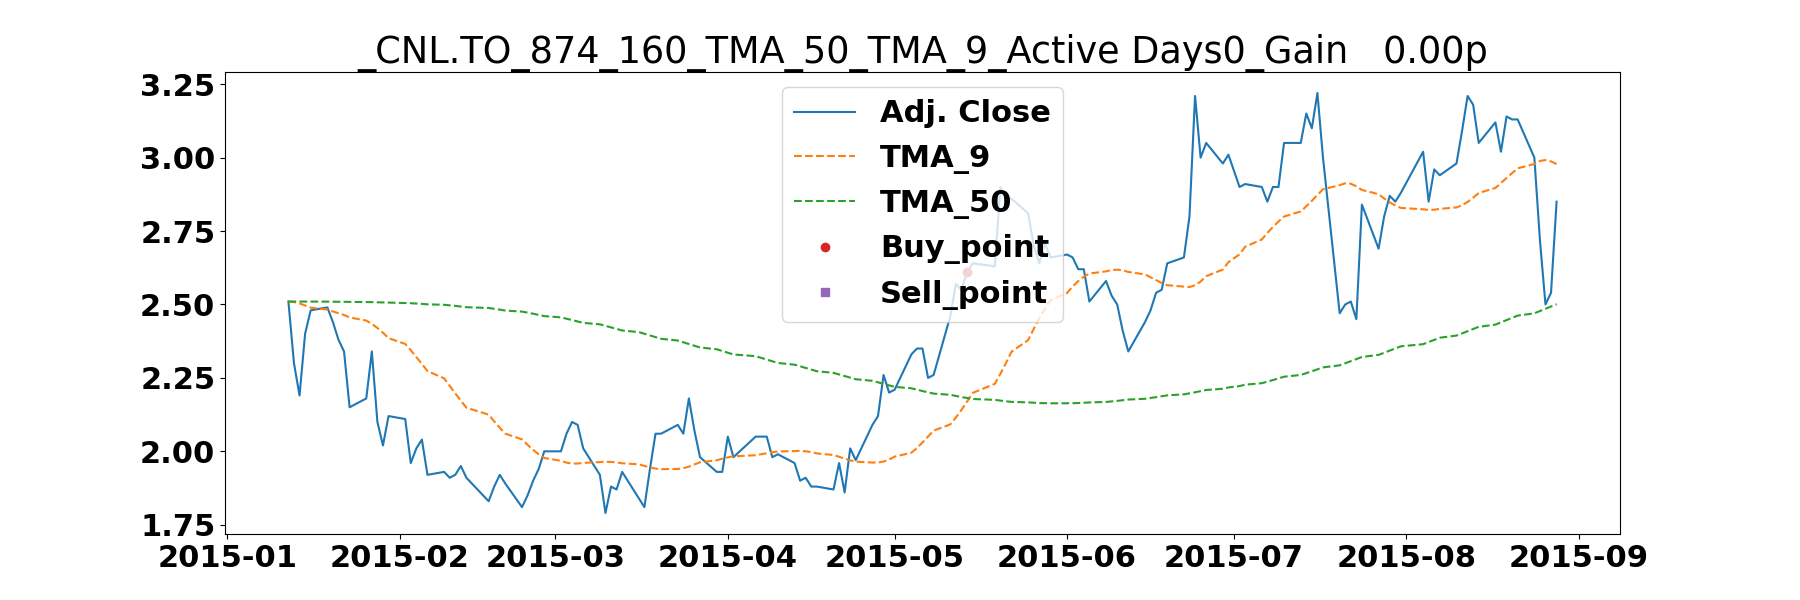 _CNL.TO_874_160_TMA_50_TMA_9_Active Days0_Gain   0.00p
3.25
3.00
2.75
2.50
2.25
2.00
1.75
Adj. Close
TMA_9
TMA_50
Buy_point
Sell_point
2015-01 2015-02 2015-03 2015-04 2015-05 2015-06 2015-07 2015-08 2015-09